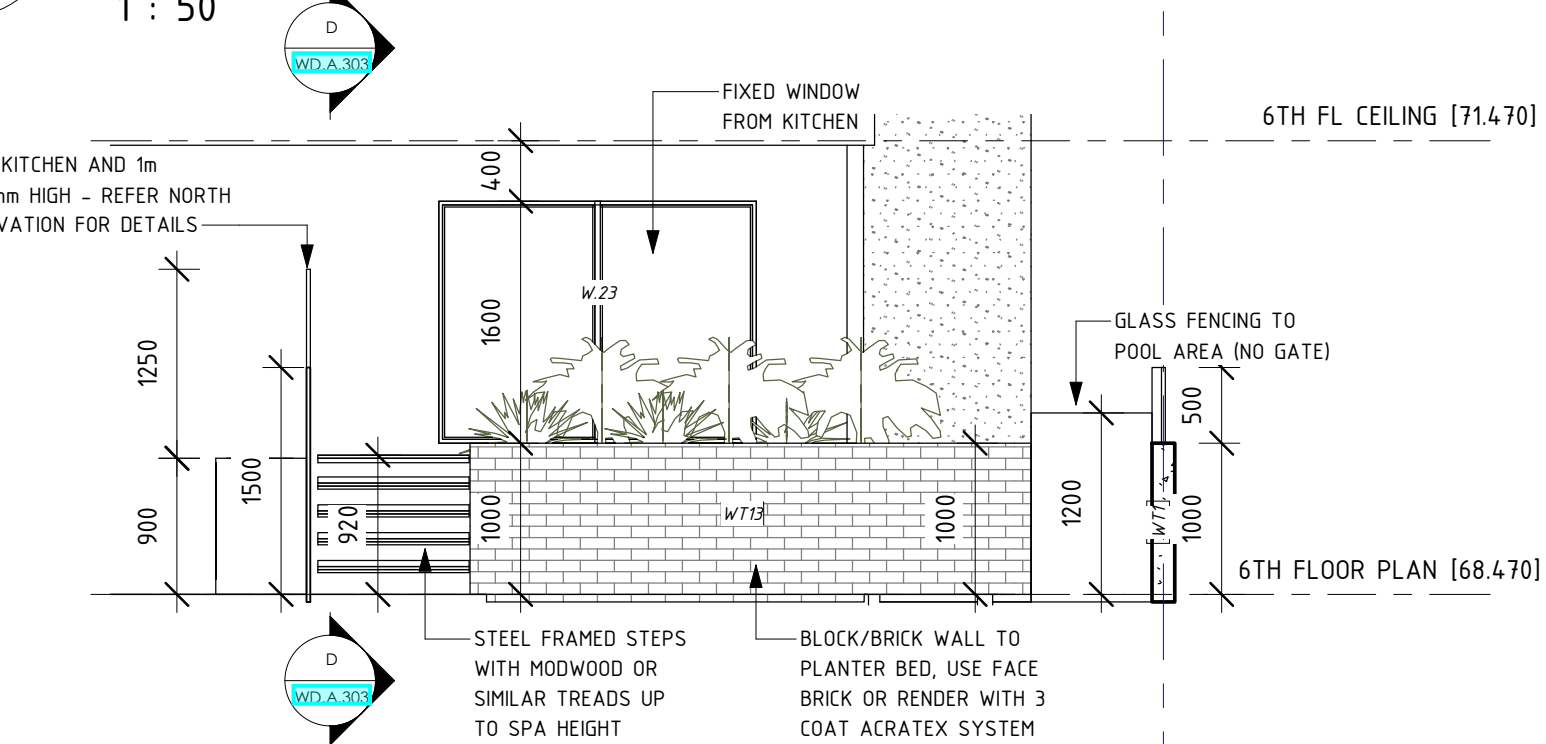 1 : 50
D
WD.A.303
FIXED WINDOW
FROM KITCHEN
6TH FL CEILING [71.470]
KITCHEN AND 1m
HIGH - REFER NORTH
FOR DETAILS
400
W.23
1600
1250
GLASS FENCING TO
POOL AREA (NO GATE)
500
1500
900
920
1000
WT13
1000
1200
1000
6TH FLOOR PLAN [68.470]
D
WD.A.303
STEEL FRAMED STEPS
WITH MODWOOD OR
SIMILAR TREADS UP
TO SPA HEIGHT
BLOCK/BRICK WALL TO
PLANTER BED, USE FACE
BRICK OR RENDER WITH 3
COAT ACRATEX SYSTEM